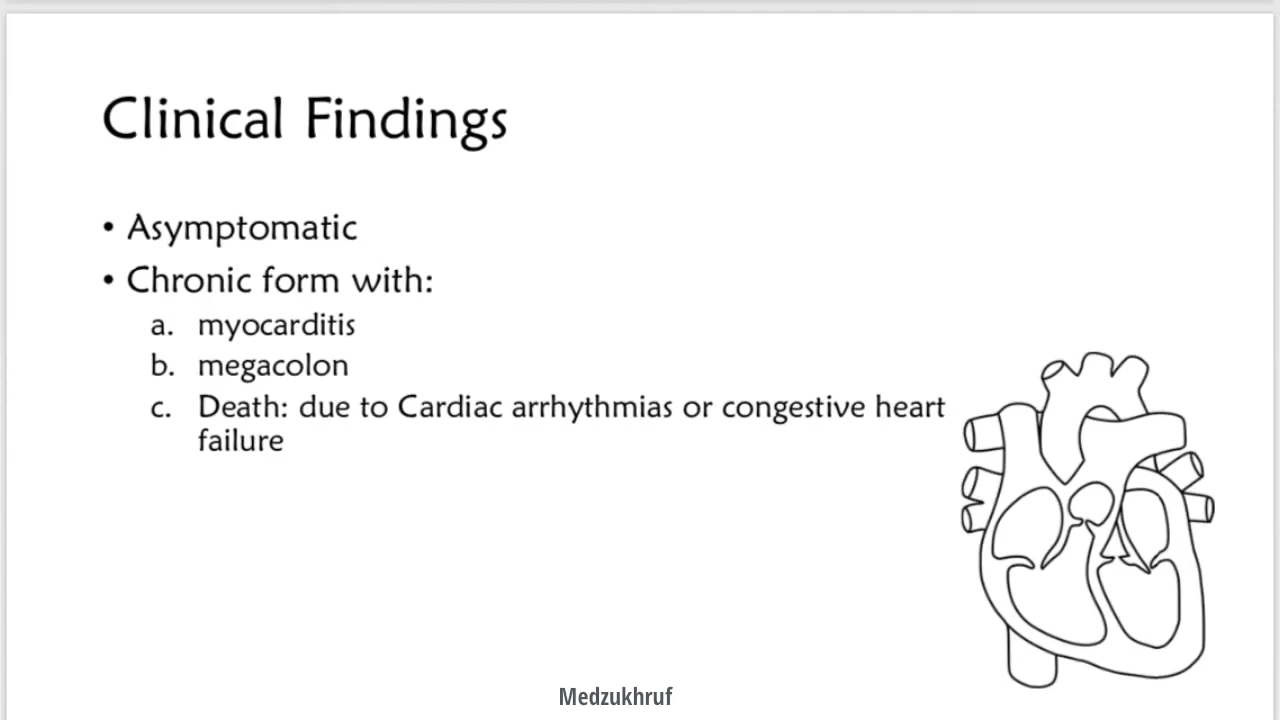 Clinical Findings
• Asymptomatic
• Chronic form with:
a. myocarditis
b. megacolon
c. Death: due to Cardiac arrhythmias or congestive heart
failure
Medzukhruf